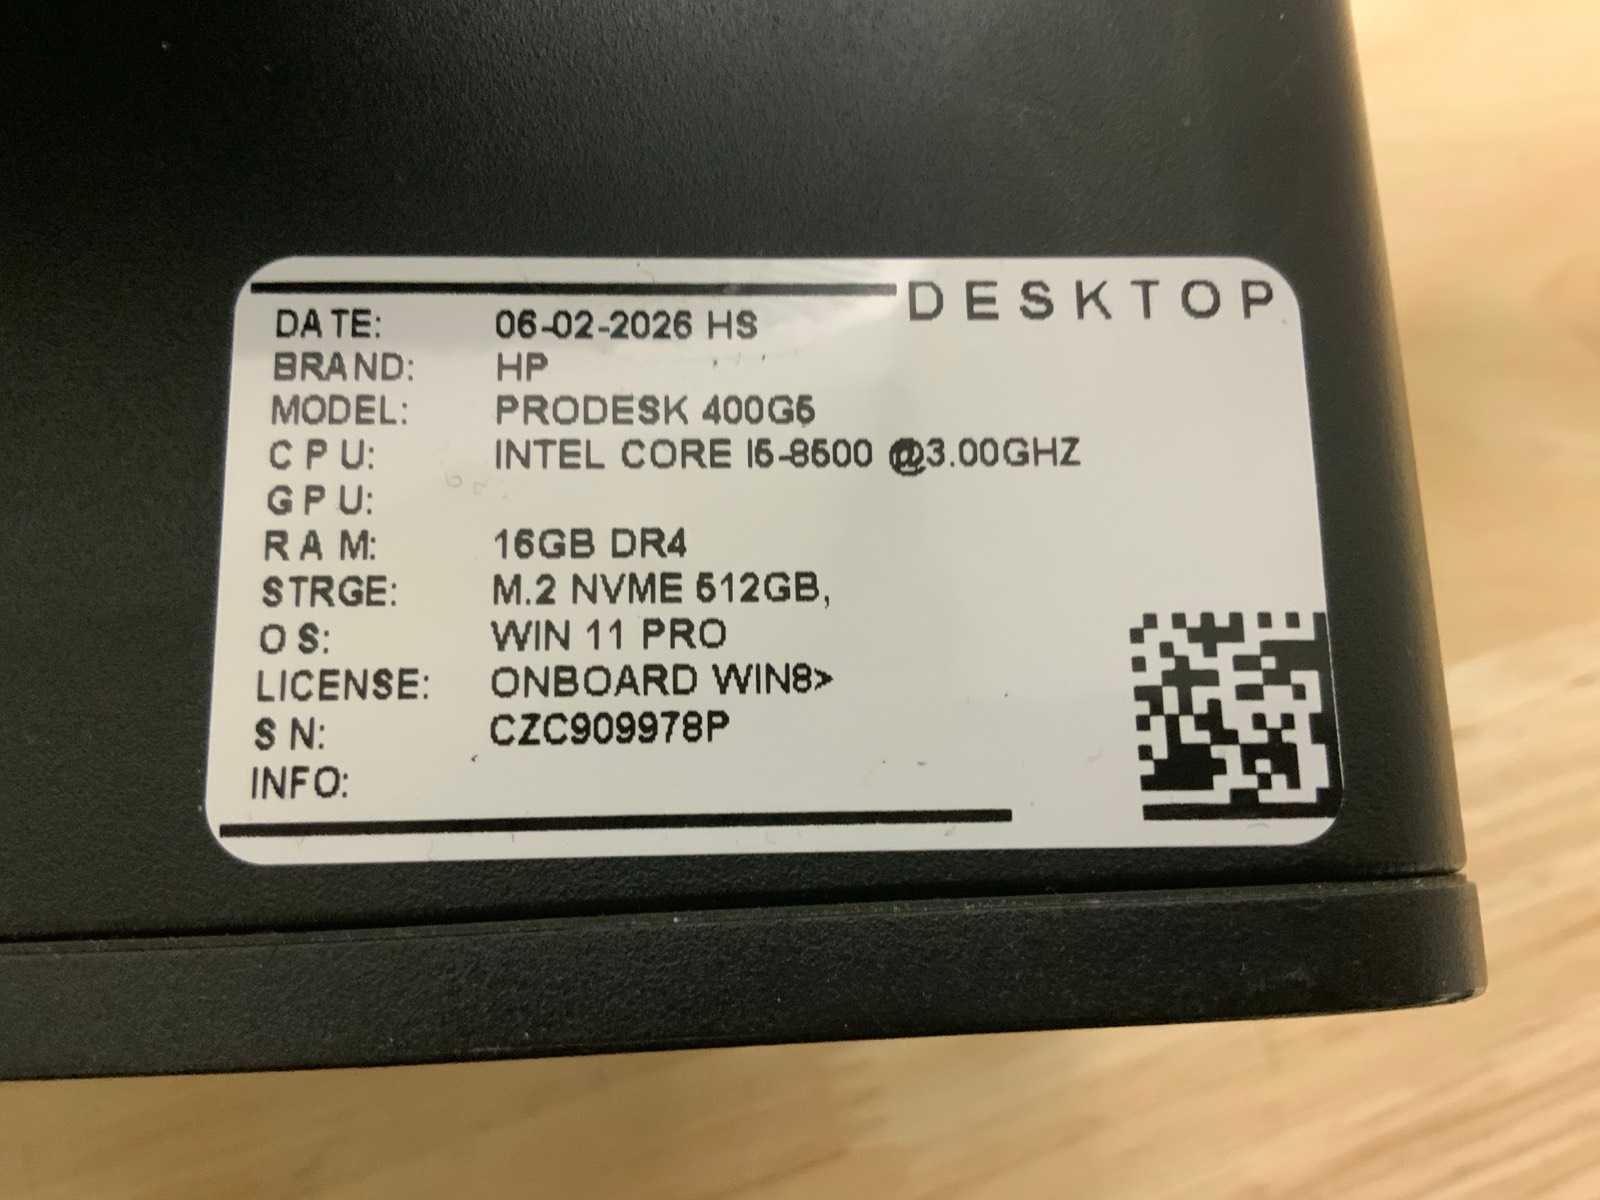 DESKTOP
DATE: 06-02-2026 HS
BRAND: HP
MODEL: PRODESK 400G5
CPU: INTEL CORE I5-8500 @3.00GHZ
GPU:
RAM: 16GB DR4
STRGE: M.2 NVME 512GB,
OS: WIN 11 PRO
LICENSE: ONBOARD WIN8>
SN: CZC909978P
INFO: